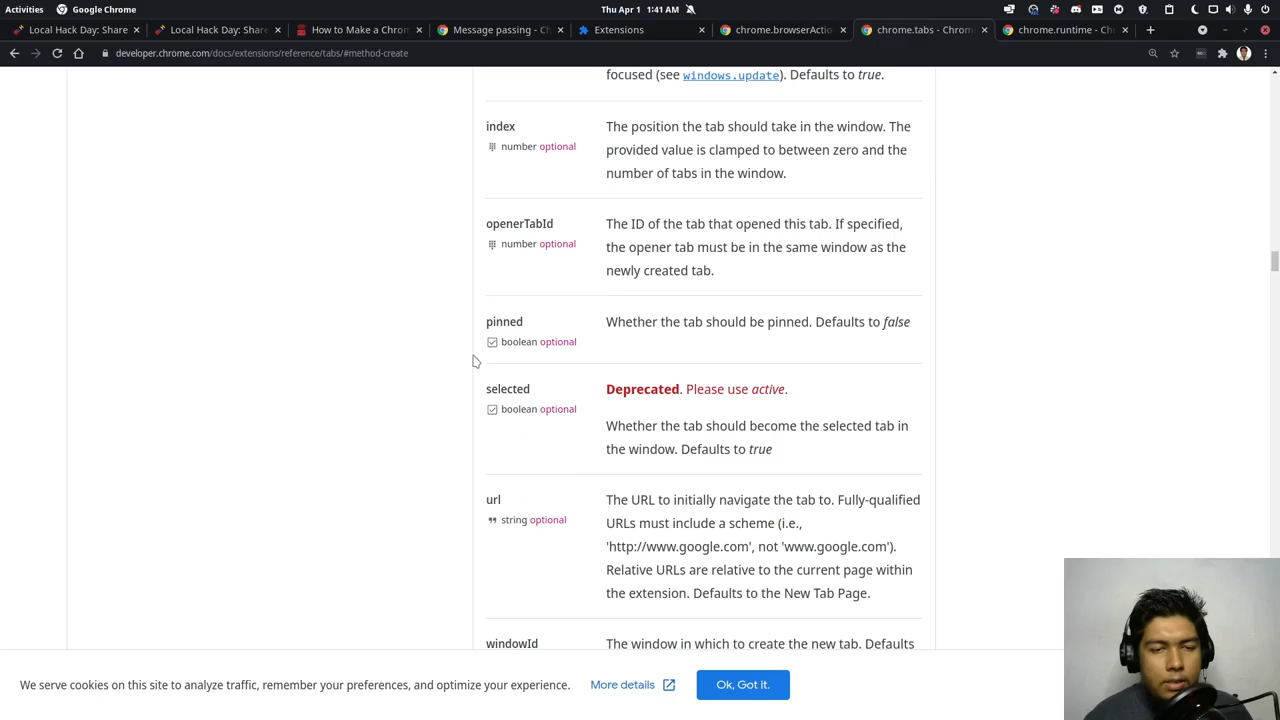 Activities
Google Chrome
Thu Apr 1 1:41 AM
Local Hack Day: Share
Local Hack Day: Share
How to Make a Chrom
Message passing - Ch
Extensions
chrome.browserActio
chrome.tabs - Chrom
chrome.runtime - Ch
developer.chrome.com/docs/extensions/reference/tabs/#method-create
focused (see windows.update). Defaults to true.
index
number optional
The position the tab should take in the window. The
provided value is clamped to between zero and the
number of tabs in the window.
openerTabId
number optional
The ID of the tab that opened this tab. If specified,
the opener tab must be in the same window as the
newly created tab.
pinned
boolean optional
Whether the tab should be pinned. Defaults to false
selected
boolean optional
Deprecated. Please use active.
Whether the tab should become the selected tab in
the window. Defaults to true
url
string optional
The URL to initially navigate the tab to. Fully-qualified
URLs must include a scheme (i.e.,
'http://www.google.com', not 'www.google.com').
Relative URLs are relative to the current page within
the extension. Defaults to the New Tab Page.
windowId
The window in which to create the new tab. Defaults
We serve cookies on this site to analyze traffic, remember your preferences, and optimize your experience.
More details
Ok, Got it.